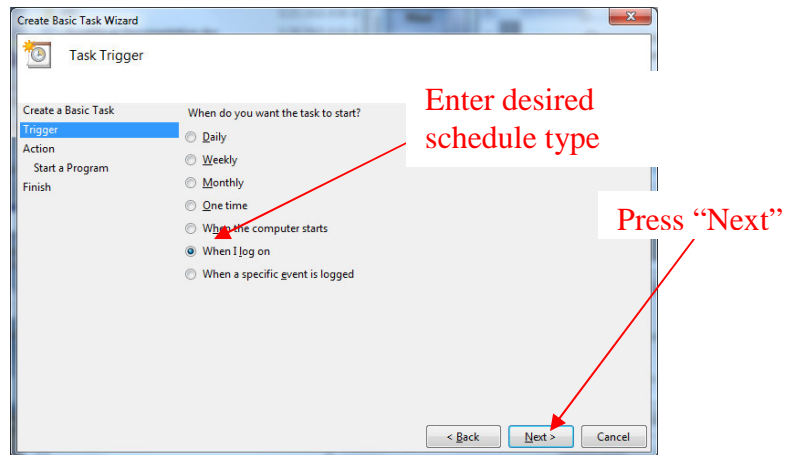 Create Basic Task Wizard
Task Trigger
Enter desired
schedule type
Create a Basic Task
Trigger
Action
Start a Program
Finish
When do you want the task to start?
Daily
Weekly
Monthly
One time
When the computer starts
When I log on
When a specific event is logged
Press “Next”
< Back
Next >
Cancel